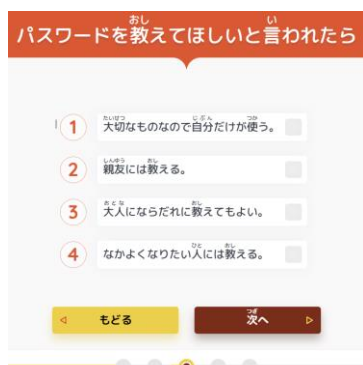 パスワードを教えてほしいと言われたら
1 大切なものなので自分だけが使う。
2 親友には教える。
3 大人にならだれに教えてもよい。
4 なかよくなりたい人には教える。
もどる
次へ